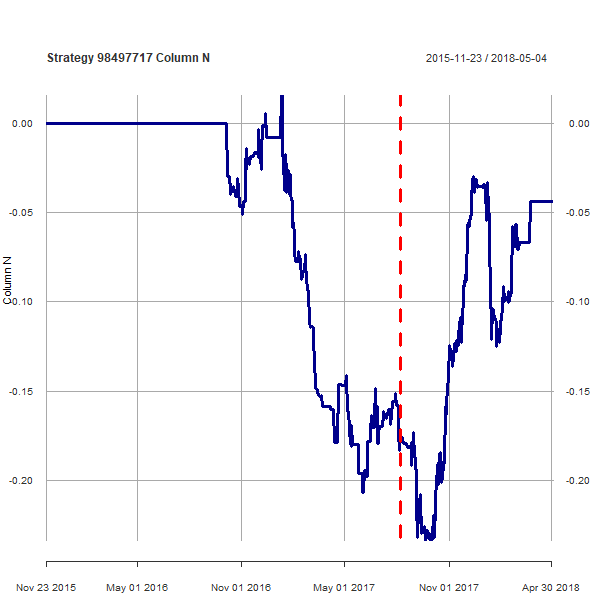 Strategy 98497717 Column N
2015-11-23 / 2018-05-04
0.00
-0.05
-0.10
-0.15
-0.20
Column N
0.00
-0.05
-0.10
-0.15
-0.20
Nov 23 2015
May 01 2016
Nov 01 2016
May 01 2017
Nov 01 2017
Apr 30 2018